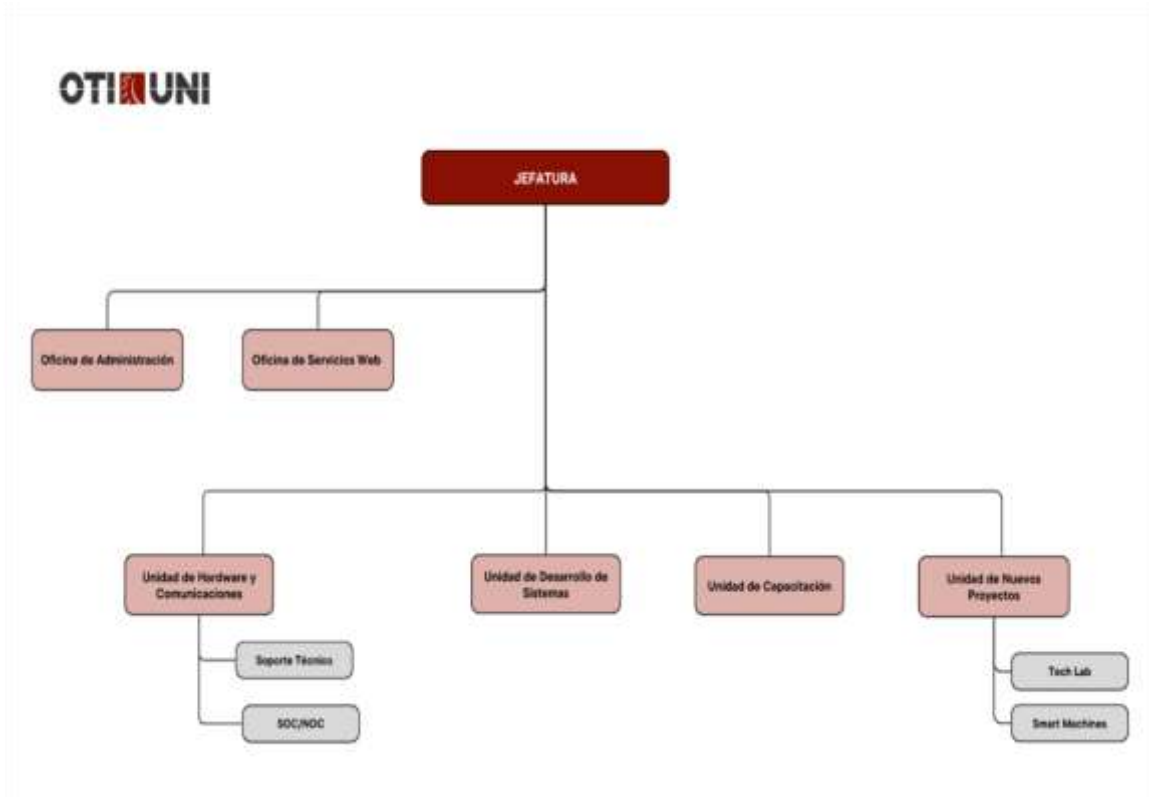 OTI UNI
JEFATURA
Oficina de Administración
Oficina de Servicios Web
Unidad de Hardware y
Comunicaciones
Unidad de Desarrollo de
Sistemas
Unidad de Capacitación
Unidad de Nuevos
Proyectos
Soporte Técnico
SOC/NOC
Tech Lab
Smart Machines